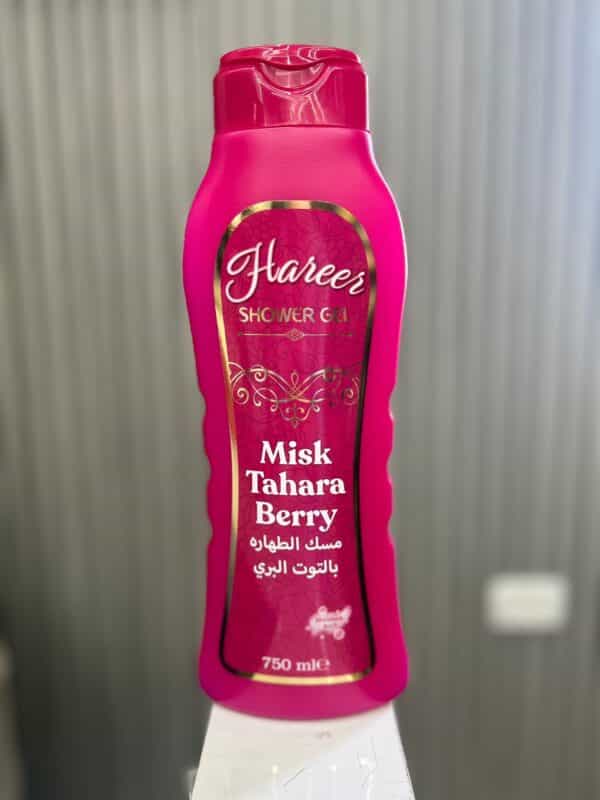 Hareer
SHOWER GEL
Misk
Tahara
Berry
مسك الطهاره
بالتوت البري
750 ml℮